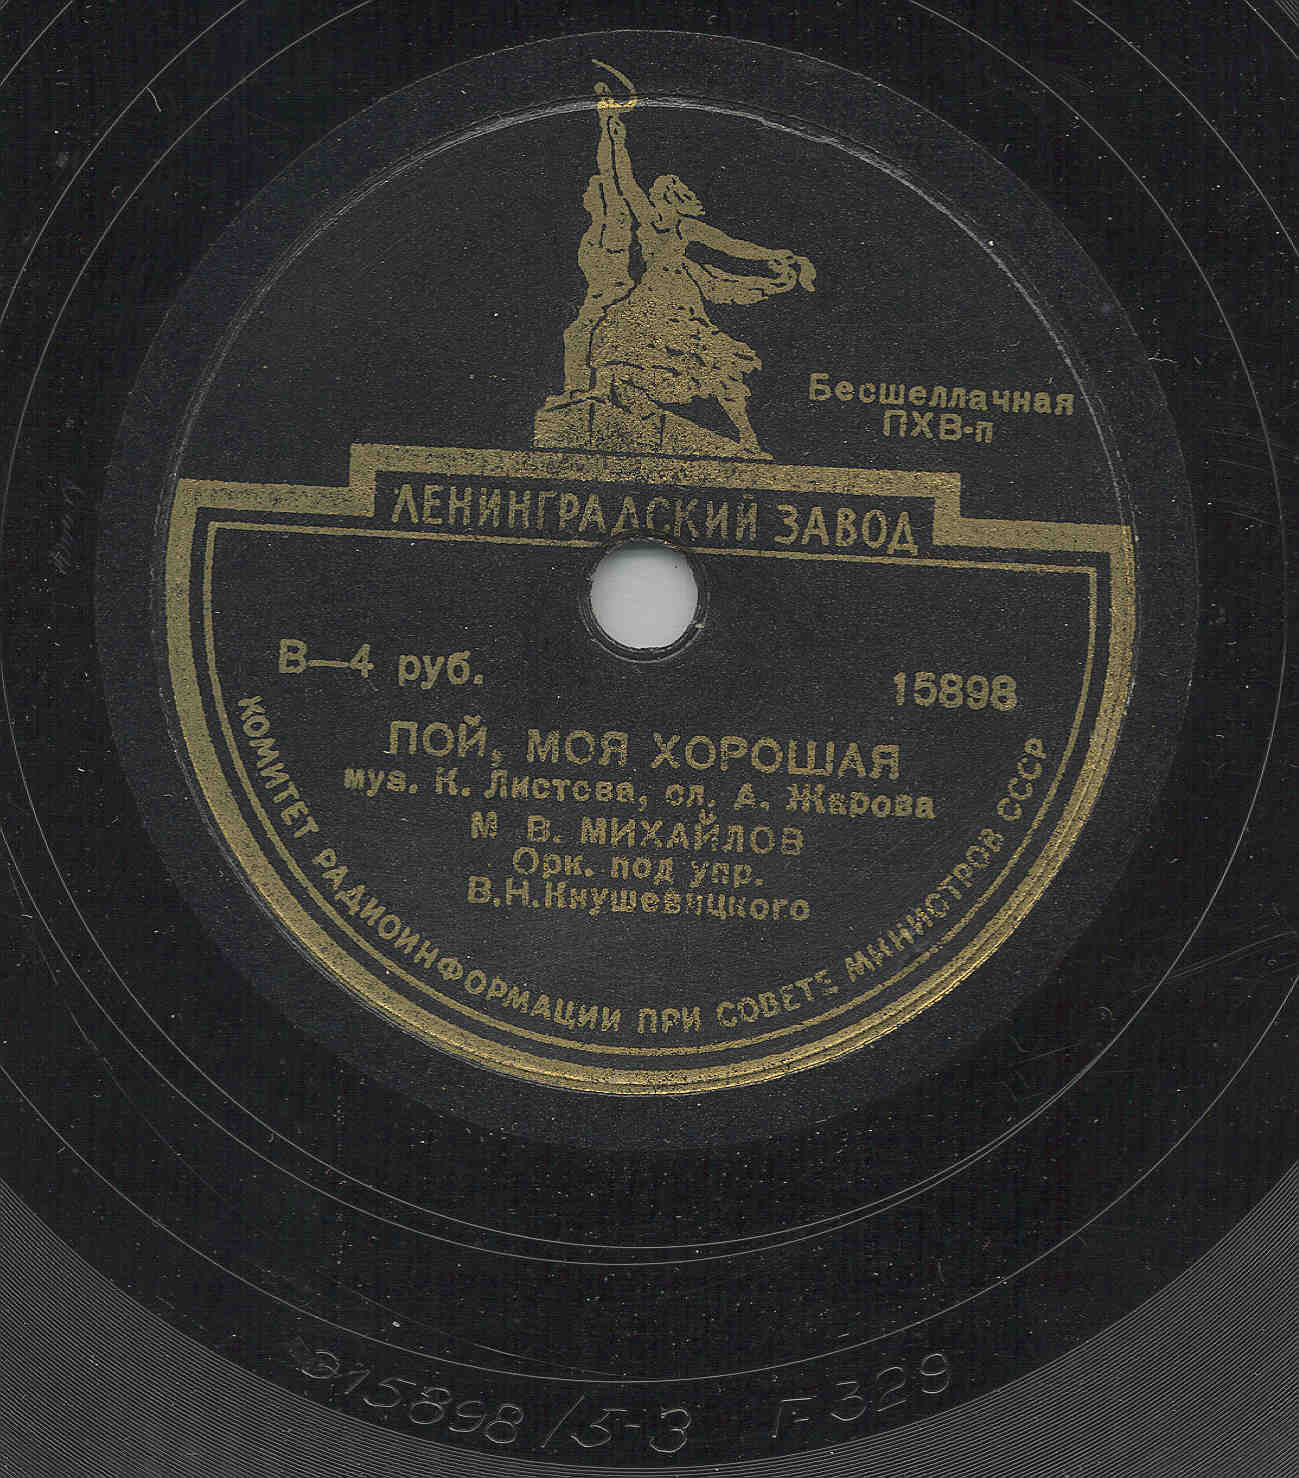 Бесшеллачная
ПХВ-п
ЛЕНИНГРАДСКИЙ ЗАВОД
В—4 руб.
15898
ПОЙ, МОЯ ХОРОШАЯ
муз. К. Листова, сл. А. Жарова
М В. МИХАЙЛОВ
Орк. под упр.
В.Н.Кнушевицкого
КОМИТЕТ РАДИОИНФОРМАЦИИ ПРИ СОВЕТЕ МИНИСТРОВ СССР
15898/5-3 Г 329